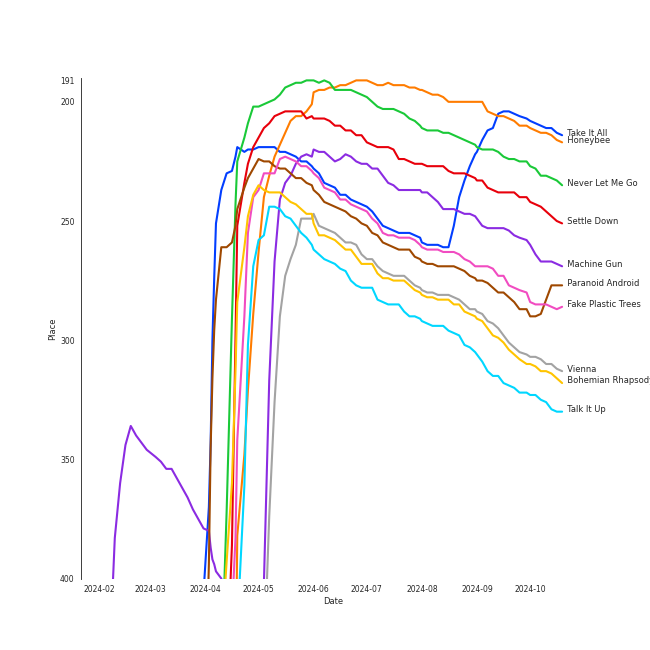 191
200
250
300
350
400
Place
2024-02 2024-03 2024-04 2024-05 2024-06 2024-07 2024-08 2024-09 2024-10
Date
Take It All
Honeybee
Never Let Me Go
Settle Down
Machine Gun
Paranoid Android
Fake Plastic Trees
Vienna
Bohemian Rhapsody
Talk It Up